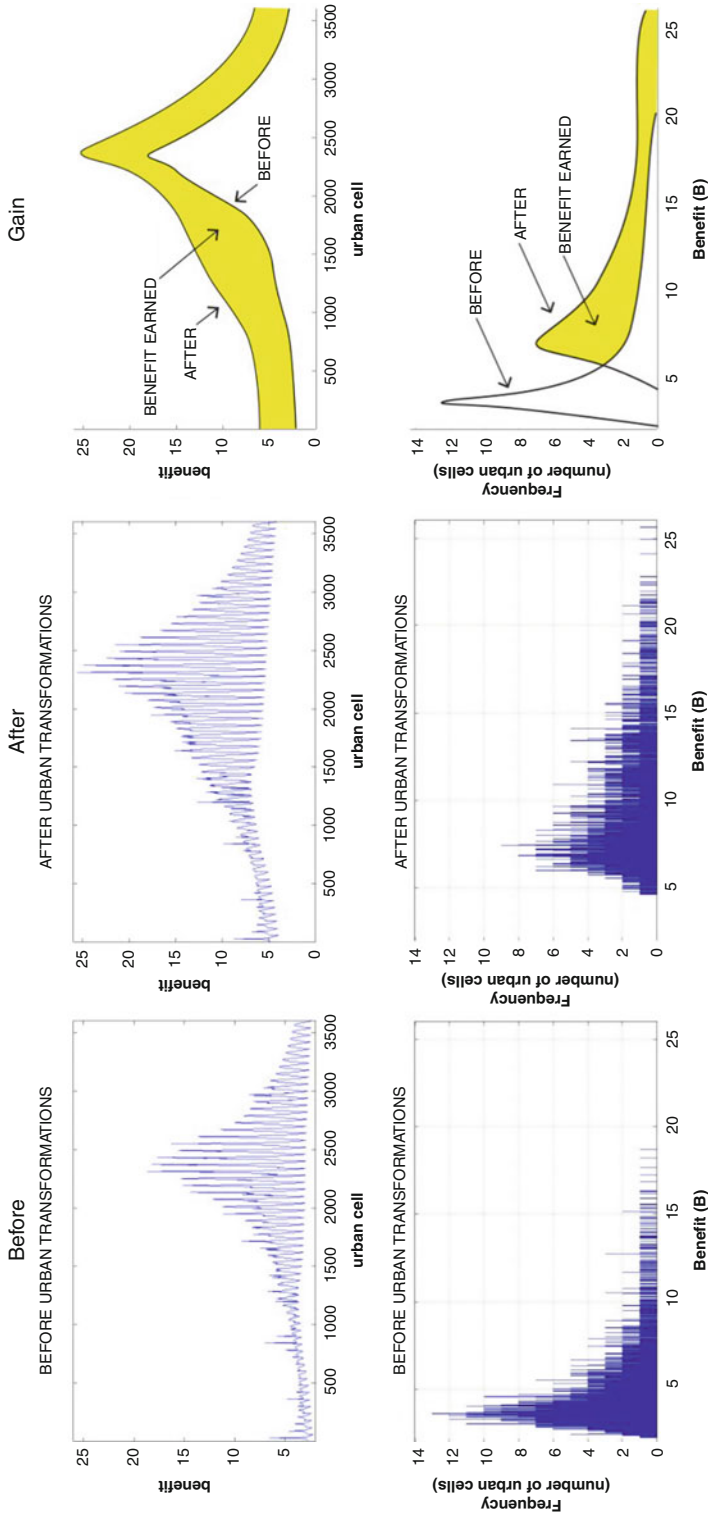 Before
BEFORE URBAN TRANSFORMATIONS
benefit
20
15
10
5
500
1000
1500
2000
2500
3000
3500
urban cell
BEFORE URBAN TRANSFORMATIONS
Frequency
(number of urban cells)
14
12
10
8
6
4
2
0
5
10
15
20
25
Benefit (B)
After
AFTER URBAN TRANSFORMATIONS
benefit
25
20
15
10
5
0
500
1000
1500
2000
2500
3000
3500
urban cell
AFTER URBAN TRANSFORMATIONS
Frequency
(number of urban cells)
14
12
10
8
6
4
2
0
5
10
15
20
25
Benefit (B)
Gain
benefit
25
20
15
10
5
0
BENEFIT EARNED
AFTER
BEFORE
500
1000
1500
2000
2500
3000
3500
urban cell
Frequency
(number of urban cells)
14
12
10
8
6
4
2
0
BEFORE
AFTER
BENEFIT EARNED
5
10
15
20
25
Benefit (B)